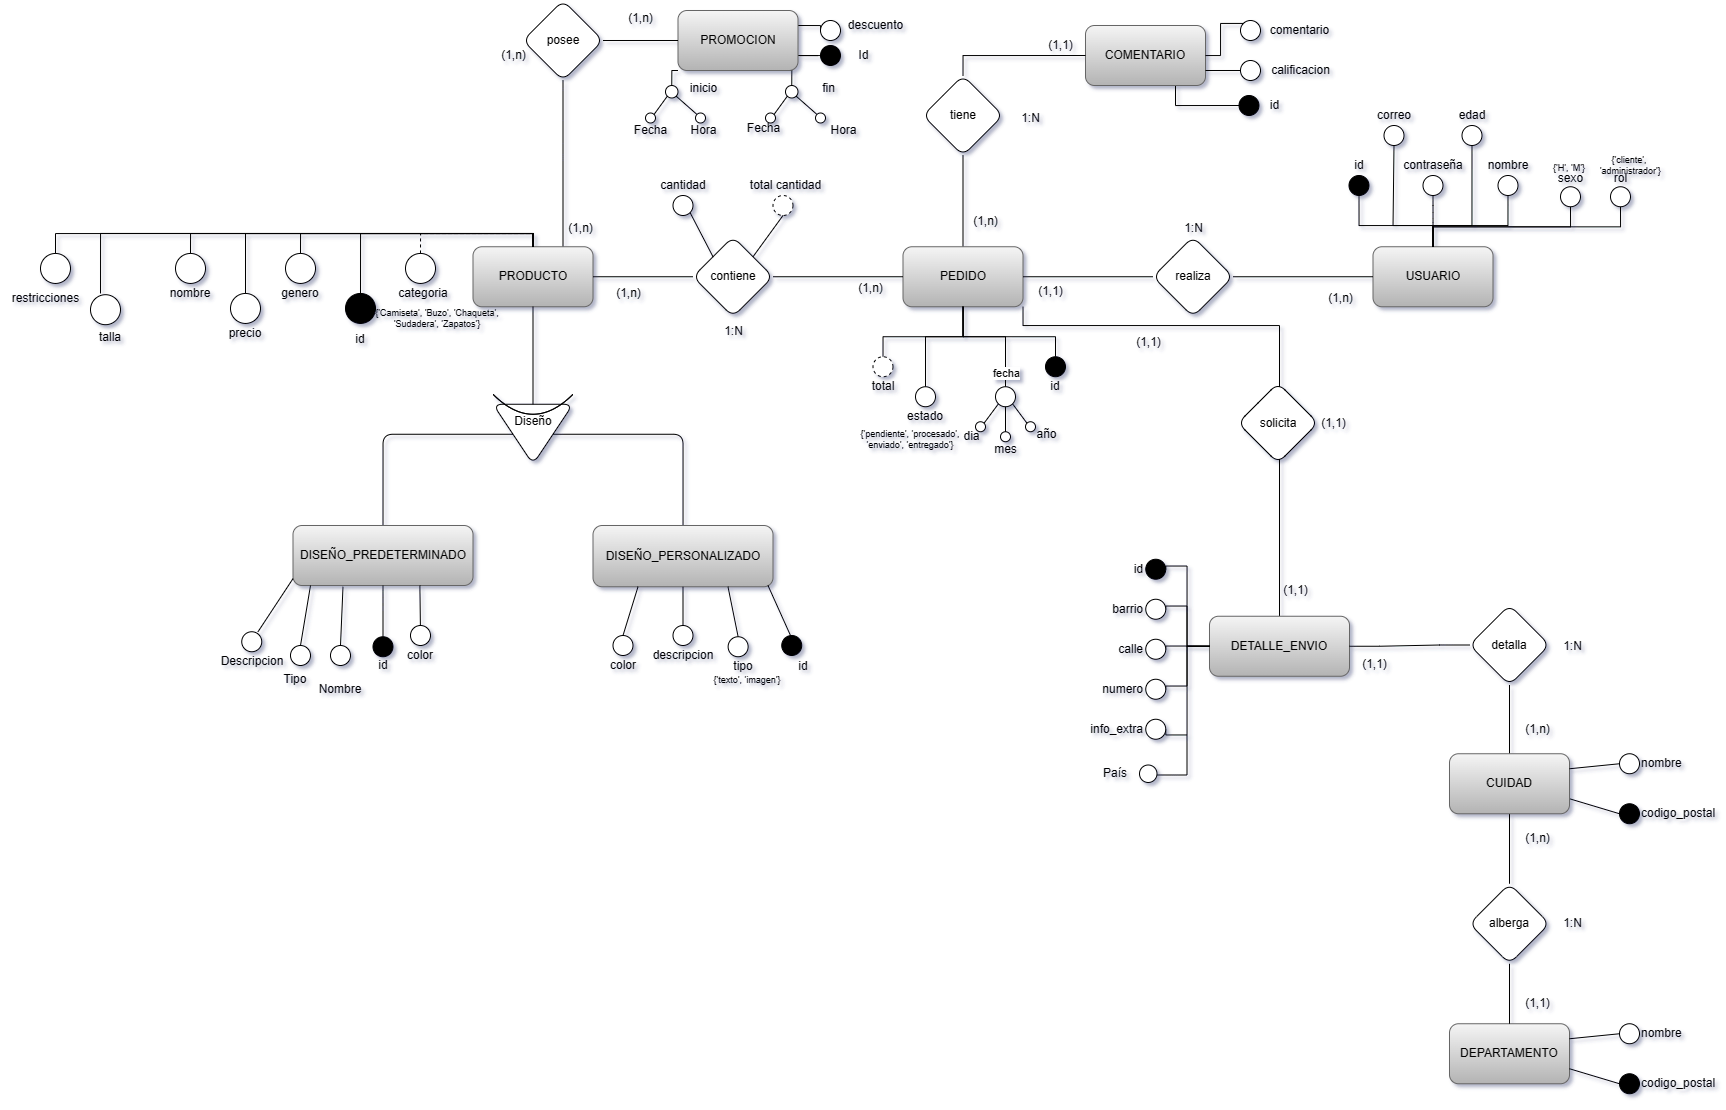 posee
(1,n)
(1,n)
PROMOCION
descuento
Id
inicio
fin
Fecha
Hora
Fecha
Hora
(1,n)
COMENTARIO
comentario
calificacion
id
(1,1)
tiene
1:N
(1,n)
correo
edad
id
contraseña
nombre
{'H', 'M'}
sexo
{'cliente',
'administrador'}
rol
cantidad
total cantidad
contiene
(1,n)
(1,n)
1:N
PRODUCTO
PEDIDO
1:N
realiza
(1,1)
(1,n)
USUARIO
restricciones
talla
nombre
precio
genero
id
categoria
{'Camiseta', 'Buzo', 'Chaqueta',
'Sudadera', 'Zapatos'}
(1,1)
total
estado
{'pendiente', 'procesado',
'enviado', 'entregado'}
fecha
dia
mes
año
id
solicita
(1,1)
(1,1)
Diseño
DISEÑO_PREDETERMINADO
Descripcion
Tipo
Nombre
id
color
DISEÑO_PERSONALIZADO
color
descripcion
tipo
{'texto', 'imagen'}
id
id
barrio
calle
numero
info_extra
País
DETALLE_ENVIO
(1,1)
detalla
1:N
(1,n)
CUIDAD
nombre
codigo_postal
(1,n)
alberga
1:N
(1,1)
DEPARTAMENTO
nombre
codigo_postal